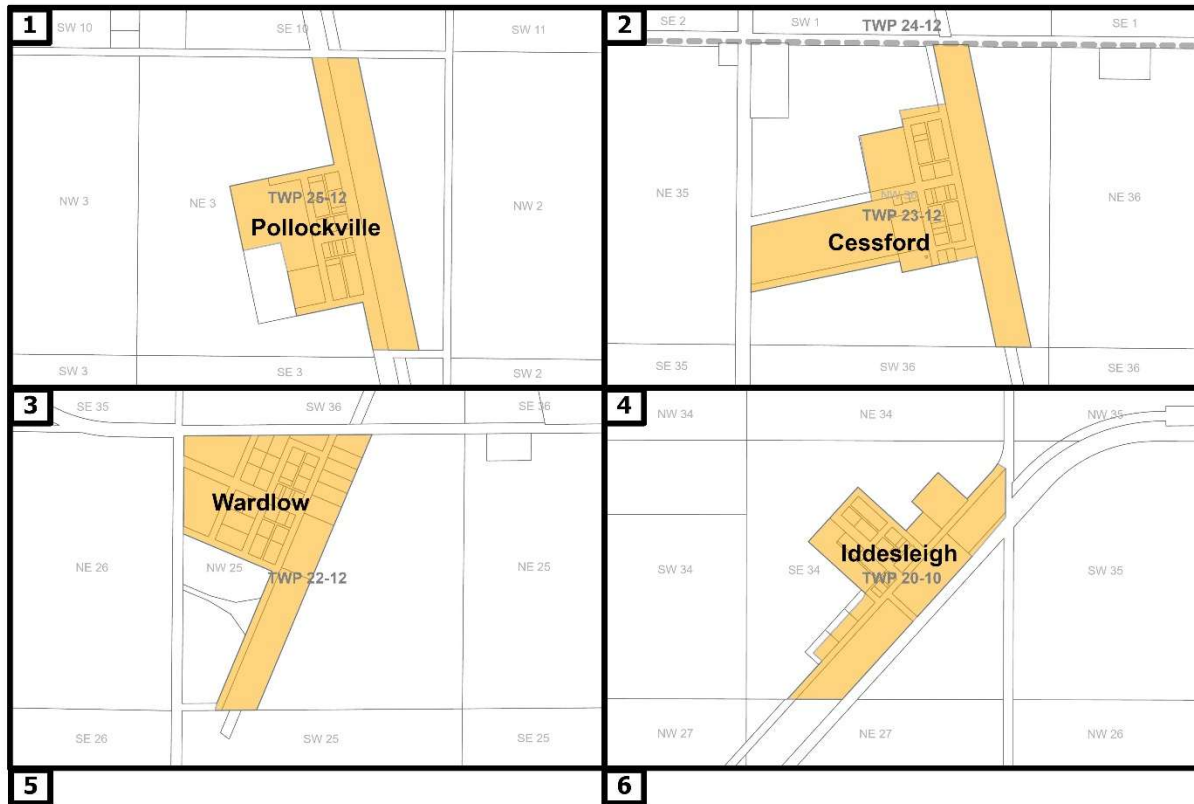 1
SW 10
SE 10
SW 11
NW 3
NE 3
TWP 25-12
Pollockville
NW 2
SW 3
SE 3
SW 2
2
SE 2
SW 1
TWP 24-12
SE 1
NE 35
TWP 23-12
Cessford
NE 36
SE 35
SW 36
SE 36
3
SE 35
SW 36
SE 36
Wardlow
NE 26
NW 25
TWP 22-12
NE 25
SE 26
SW 25
SE 25
4
NW 34
NE 34
NW 35
Iddesleigh
SW 34
SE 34
TWP 20-10
SW 35
NW 27
NE 27
NW 26
5
6